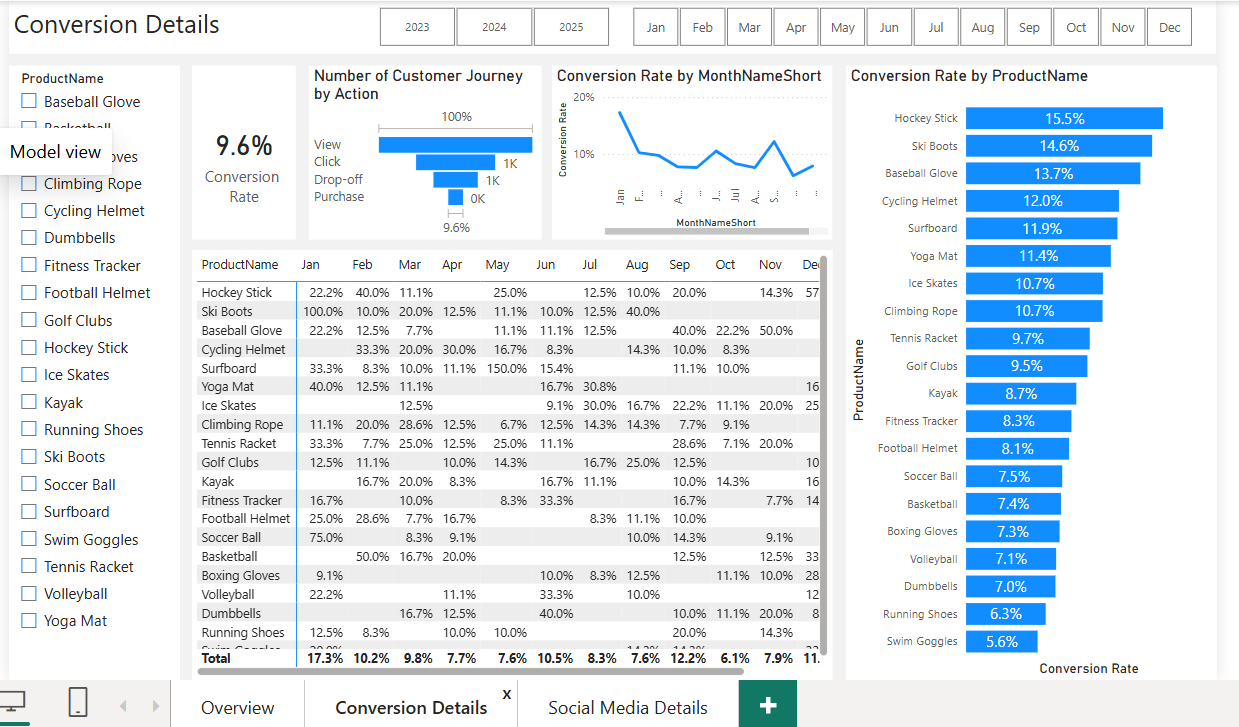 Conversion Details
2023 2024 2025
Jan Feb Mar Apr May Jun Jul Aug Sep Oct Nov Dec
ProductName
Baseball Glove
Model view
Climbing Rope
Cycling Helmet
Dumbbells
Fitness Tracker
Football Helmet
Golf Clubs
Hockey Stick
Ice Skates
Kayak
Running Shoes
Ski Boots
Soccer Ball
Surfboard
Swim Goggles
Tennis Racket
Volleyball
Yoga Mat
9.6%
Conversion
Rate
Number of Customer Journey
by Action
100%
View
Click 1K
Drop-off 1K
Purchase 0K
9.6%
Conversion Rate by MonthNameShort
Conversion Rate
20%
10%
Jan F... A... J... Jul A... S...
MonthNameShort
ProductName Jan Feb Mar Apr May Jun Jul Aug Sep Oct Nov Dec
Hockey Stick 22.2% 40.0% 11.1% 25.0% 12.5% 10.0% 20.0% 14.3% 57
Ski Boots 100.0% 10.0% 20.0% 12.5% 11.1% 10.0% 12.5% 40.0%
Baseball Glove 22.2% 12.5% 7.7% 11.1% 11.1% 12.5% 40.0% 22.2% 50.0%
Cycling Helmet 33.3% 20.0% 30.0% 16.7% 8.3% 14.3% 10.0% 8.3%
Surfboard 33.3% 8.3% 10.0% 11.1% 150.0% 15.4% 11.1% 10.0%
Yoga Mat 40.0% 12.5% 11.1% 16.7% 30.8% 16
Ice Skates 12.5% 9.1% 30.0% 16.7% 22.2% 11.1% 20.0% 25
Climbing Rope 11.1% 20.0% 28.6% 12.5% 6.7% 12.5% 14.3% 14.3% 7.7% 9.1%
Tennis Racket 33.3% 7.7% 25.0% 12.5% 25.0% 11.1% 28.6% 7.1% 20.0%
Golf Clubs 12.5% 11.1% 10.0% 14.3% 16.7% 25.0% 12.5% 10
Kayak 16.7% 20.0% 8.3% 16.7% 11.1% 10.0% 14.3% 16
Fitness Tracker 16.7% 10.0% 8.3% 33.3% 16.7% 7.7% 14
Football Helmet 25.0% 28.6% 7.7% 16.7% 8.3% 11.1% 10.0%
Soccer Ball 75.0% 8.3% 9.1% 10.0% 14.3% 9.1%
Basketball 50.0% 16.7% 20.0% 12.5% 12.5% 33
Boxing Gloves 9.1% 10.0% 8.3% 12.5% 11.1% 10.0% 28
Volleyball 22.2% 11.1% 33.3% 10.0% 12
Dumbbells 16.7% 12.5% 40.0% 10.0% 11.1% 20.0% 8
Running Shoes 12.5% 8.3% 10.0% 10.0% 20.0% 14.3%
Total 17.3% 10.2% 9.8% 7.7% 7.6% 10.5% 8.3% 7.6% 12.2% 6.1% 7.9% 11.
Conversion Rate by ProductName
ProductName
Hockey Stick 15.5%
Ski Boots 14.6%
Baseball Glove 13.7%
Cycling Helmet 12.0%
Surfboard 11.9%
Yoga Mat 11.4%
Ice Skates 10.7%
Climbing Rope 10.7%
Tennis Racket 9.7%
Golf Clubs 9.5%
Kayak 8.7%
Fitness Tracker 8.3%
Football Helmet 8.1%
Soccer Ball 7.5%
Basketball 7.4%
Boxing Gloves 7.3%
Volleyball 7.1%
Dumbbells 7.0%
Running Shoes 6.3%
Swim Goggles 5.6%
Conversion Rate
Overview
Conversion Details x
Social Media Details
+